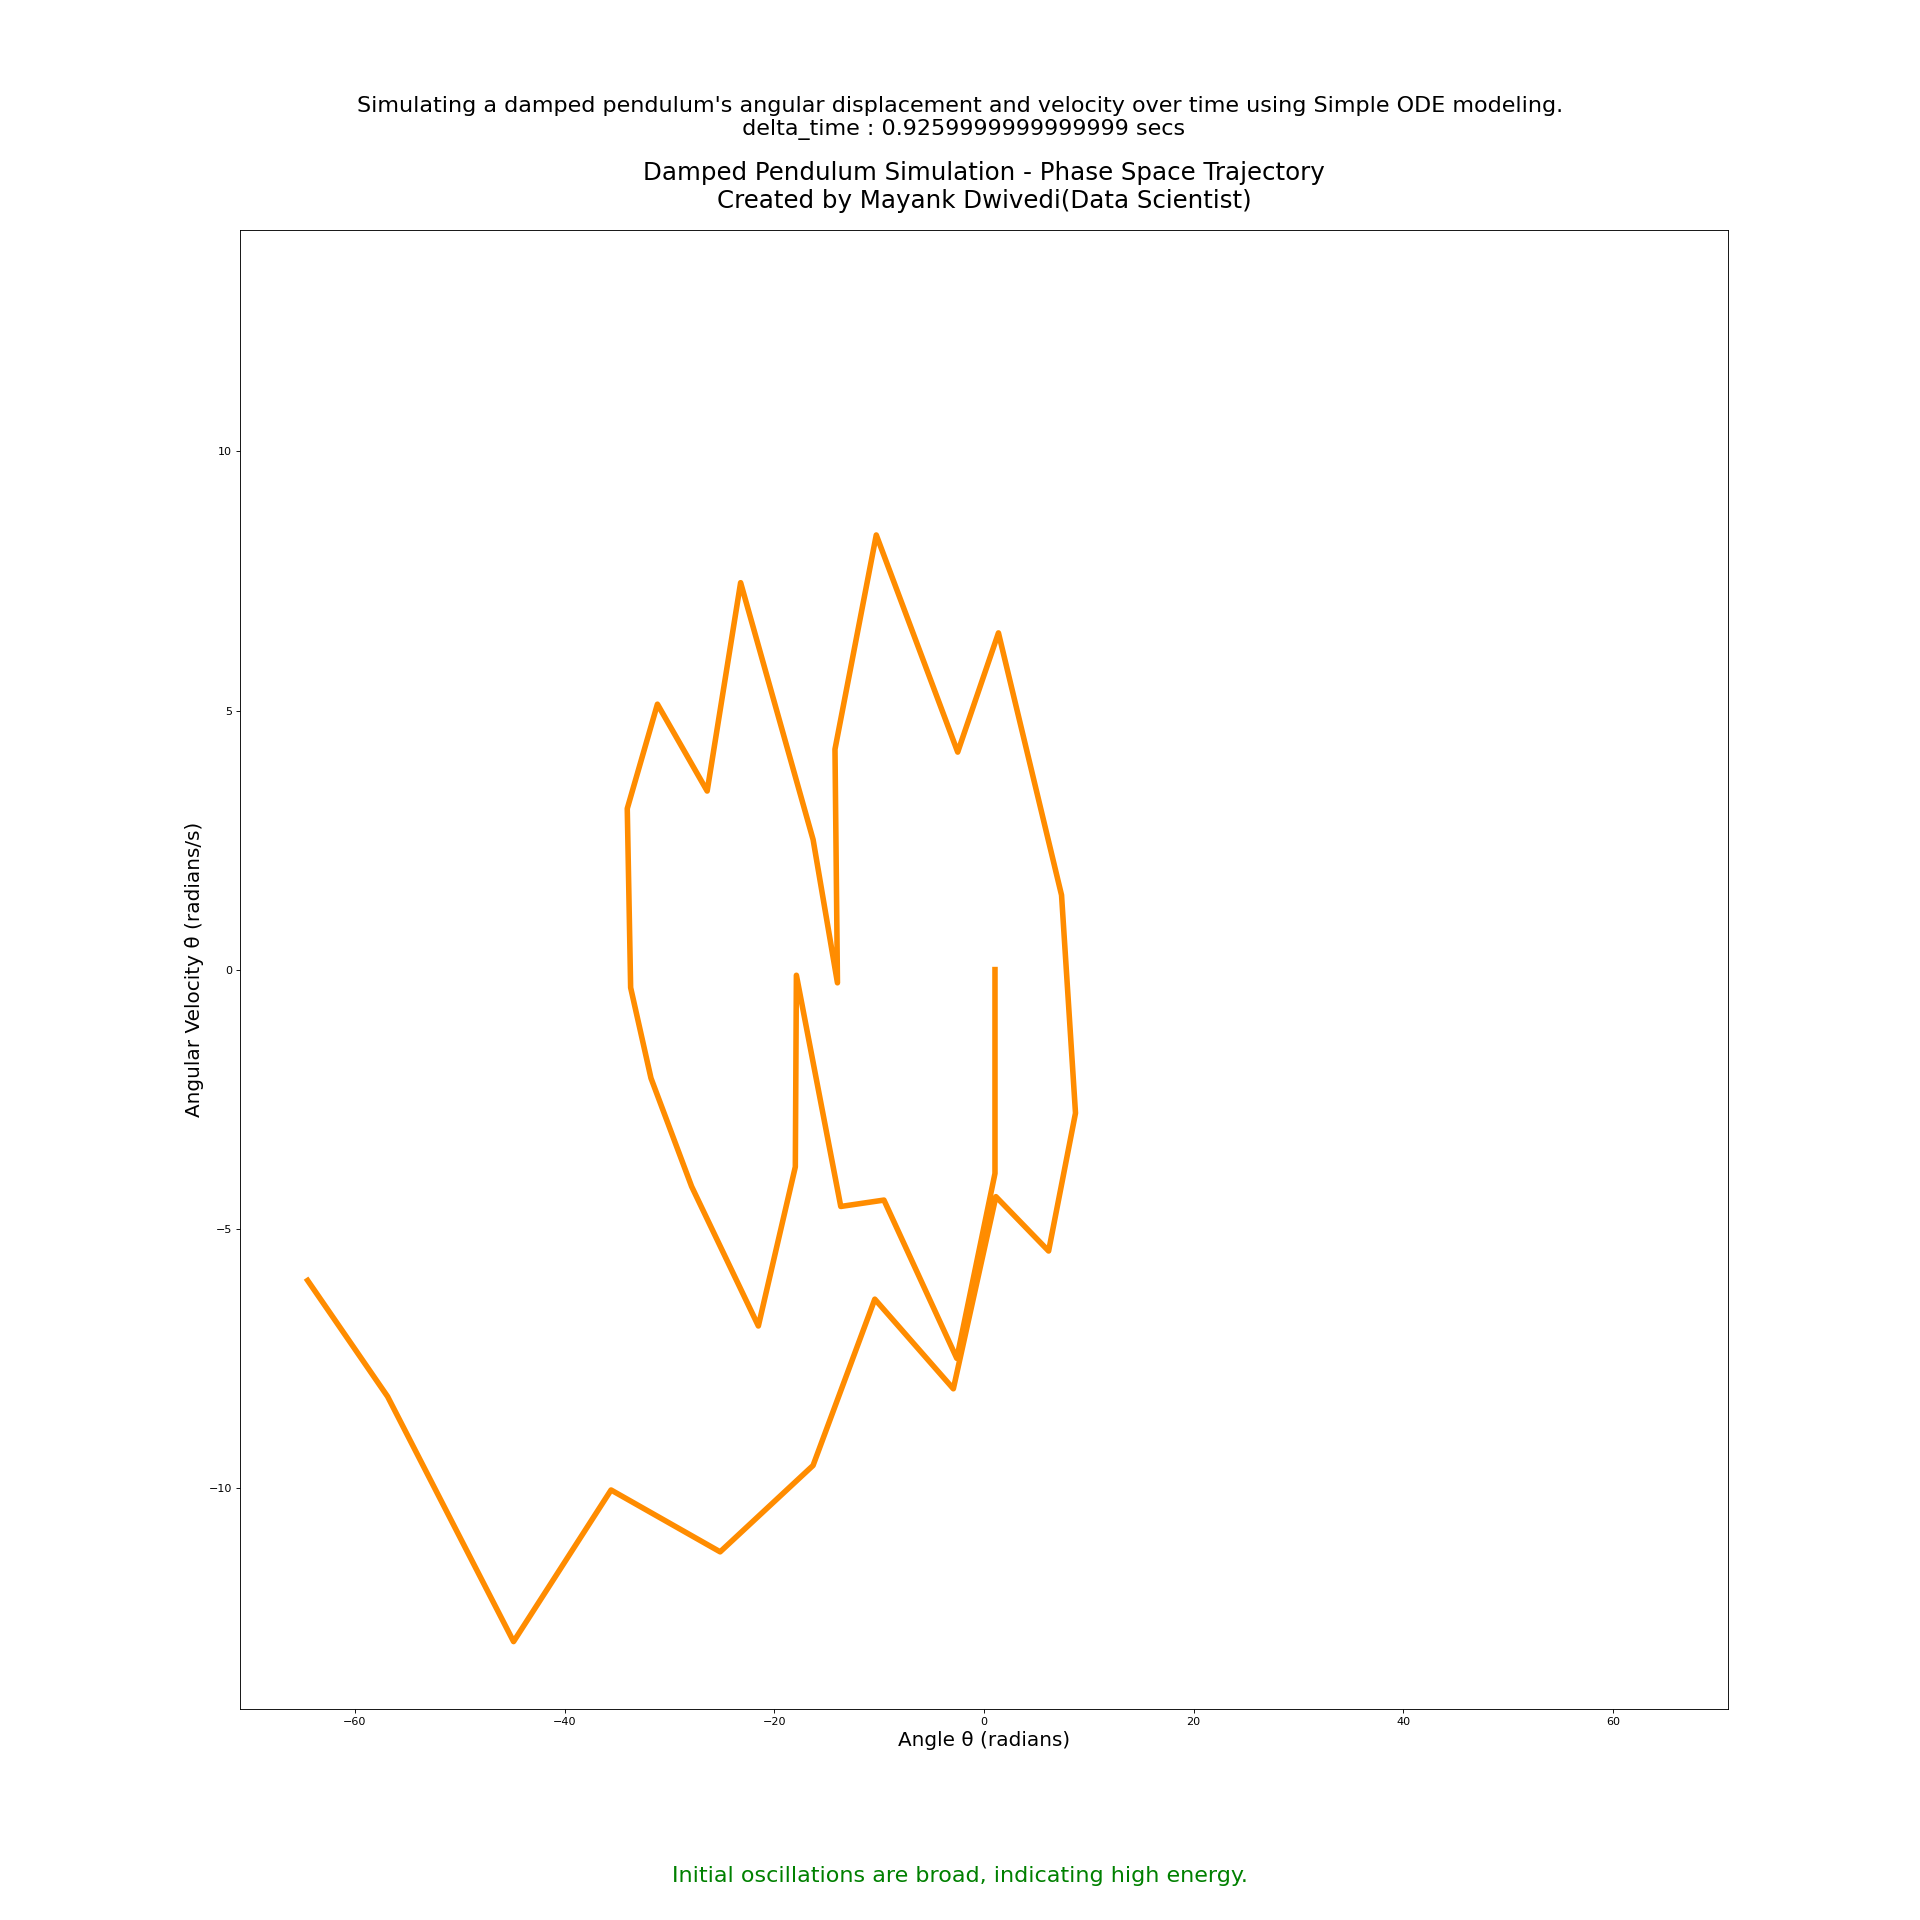 Simulating a damped pendulum's angular displacement and velocity over time using Simple ODE modeling.
delta_time : 0.9259999999999999 secs
Damped Pendulum Simulation - Phase Space Trajectory
Created by Mayank Dwivedi(Data Scientist)
10
5
0
−5
−10
Angular Velocity θ (radians/s)
−60
−40
−20
0
20
40
60
Angle θ (radians)
Initial oscillations are broad, indicating high energy.